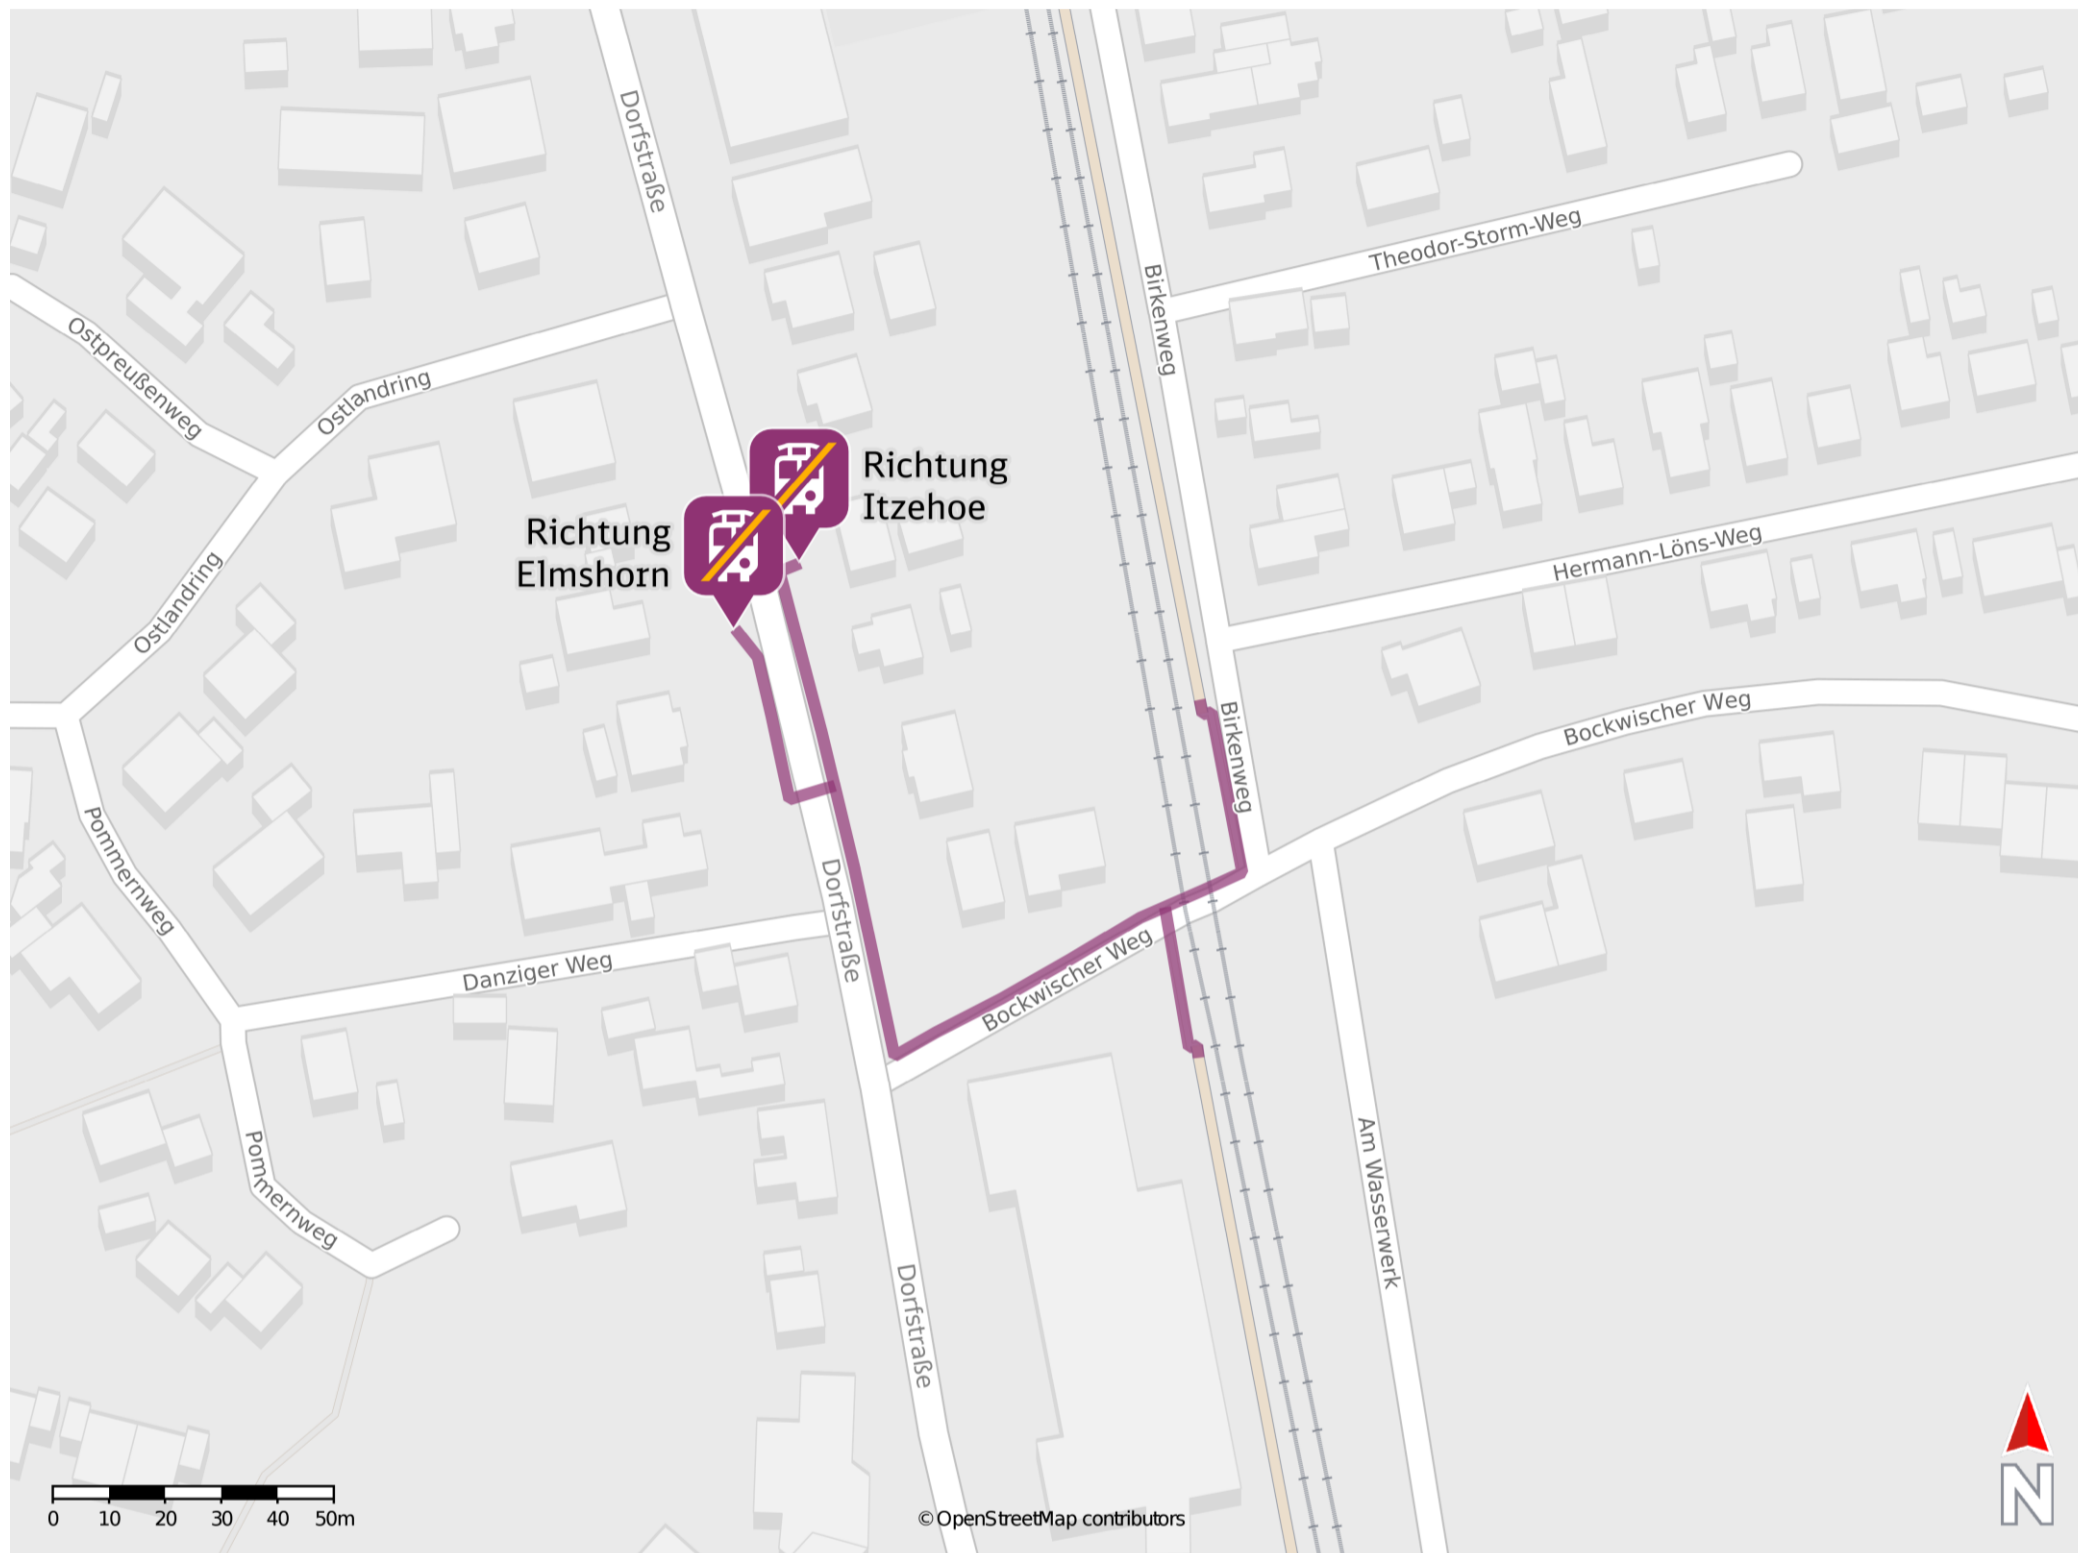 Dorfstraße
Theodor-Storm-Weg
Birkenweg
Ostpreußenweg
Ostlandring
Richtung
Itzehoe
Richtung
Elmshorn
Hermann-Löns-Weg
Ostlandring
Birkenweg
Bockwischer Weg
Pommernweg
Dorfstraße
Danziger Weg
Bockwischer Weg
Pommernweg
Am Wasserwerk
Dorfstraße
0 10 20 30 40 50m
© OpenStreetMap contributors
N